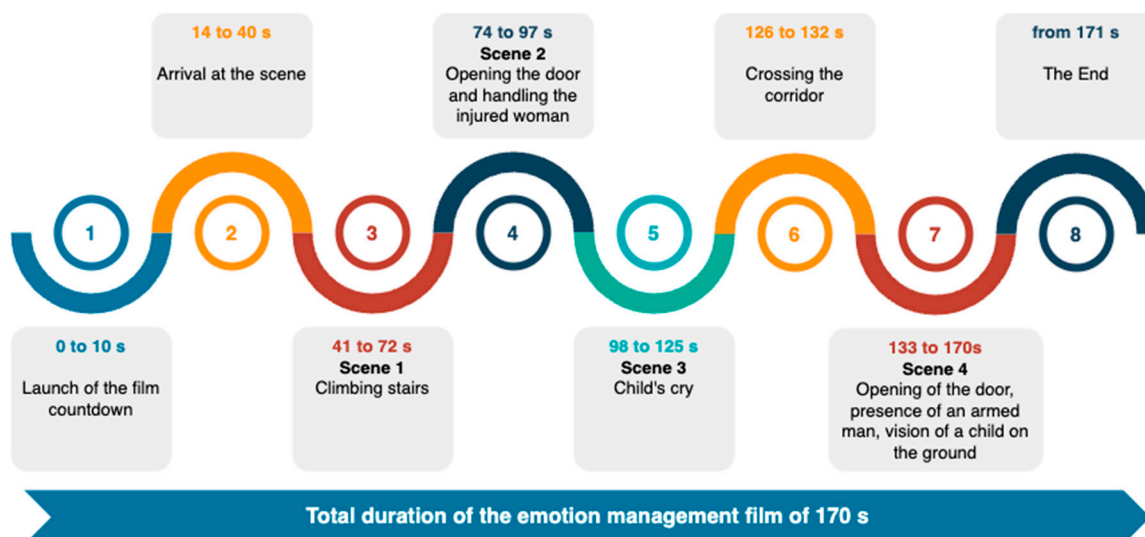 14 to 40 s
Arrival at the scene
74 to 97 s
Scene 2
Opening the door
and handling the
injured woman
126 to 132 s
Crossing the
corridor
from 171 s
The End
1
2
3
4
5
6
7
8
0 to 10 s
Launch of the film
countdown
41 to 72 s
Scene 1
Climbing stairs
98 to 125 s
Scene 3
Child's cry
133 to 170s
Scene 4
Opening of the door,
presence of an armed
man, vision of a child on
the ground
Total duration of the emotion management film of 170 s